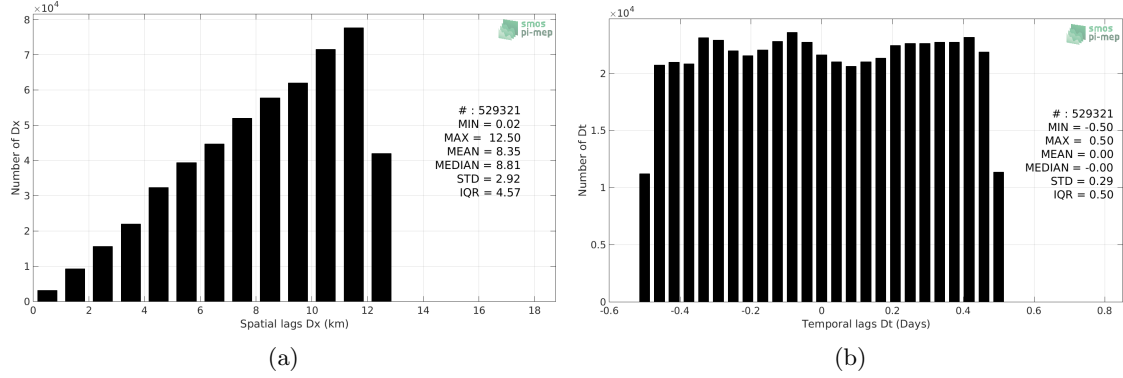 ×10⁴
8
7
6
5
4
3
2
1
0
Number of Dx
smos
pi-mep
# : 529321
MIN = 0.02
MAX = 12.50
MEAN = 8.35
MEDIAN = 8.81
STD = 2.92
IQR = 4.57
0 2 4 6 8 10 12 14 16 18
Spatial lags Dx (km)
(a)
×10⁴
2
1.5
1
0.5
0
Number of Dt
smos
pi-mep
# : 529321
MIN = -0.50
MAX = 0.50
MEAN = 0.00
MEDIAN = -0.00
STD = 0.29
IQR = 0.50
-0.6 -0.4 -0.2 0 0.2 0.4 0.6 0.8
Temporal lags Dt (Days)
(b)